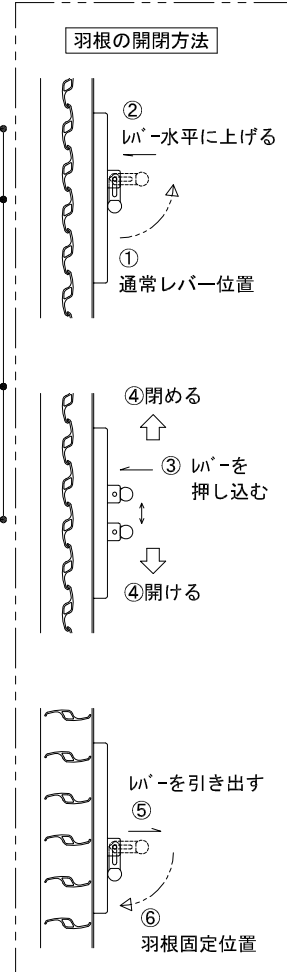 羽根の開閉方法
②
ﾚﾊﾞｰ水平に上げる
①
通常レバー位置
④閉める
③ ﾚﾊﾞｰを
押し込む
④開ける
ﾚﾊﾞｰを引き出す
⑤
⑥
羽根固定位置